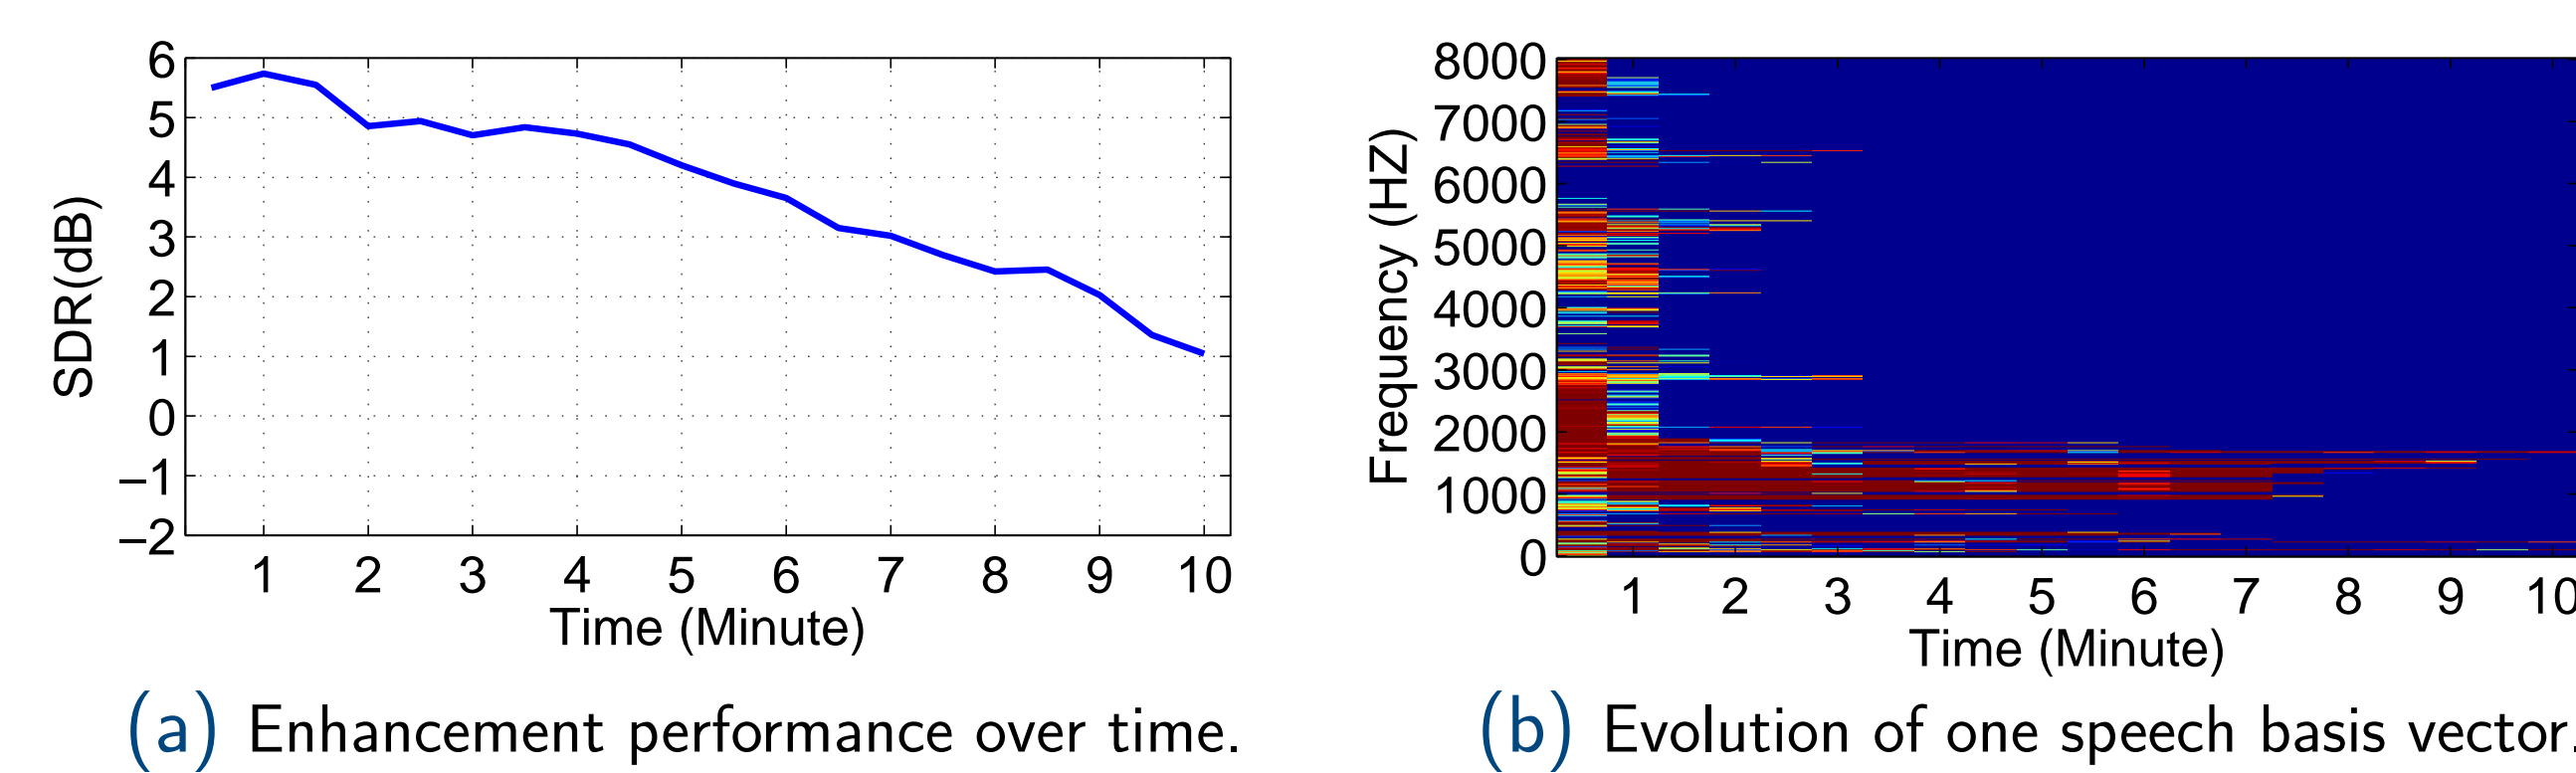 6
5
4
3
2
1
0
−1
−2
SDR(dB)
1 2 3 4 5 6 7 8 9 10
Time (Minute)
(a) Enhancement performance over time.
8000
7000
6000
5000
4000
3000
2000
1000
0
Frequency (HZ)
1 2 3 4 5 6 7 8 9 10
Time (Minute)
(b) Evolution of one speech basis vector.